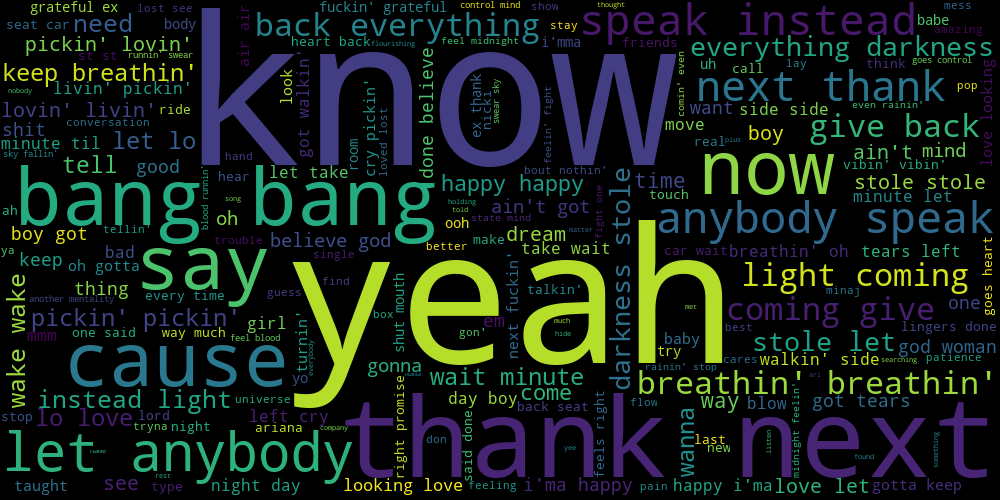 grateful ex
lost see
fuckin' grateful
control mind
show
thought
seat car
need
body
back everything
stay
speak instead
babe
mess
amazing
pickin' lovin'
st st
runnin' swear
air air
know
heart back
flourishing
feel midnight
i'mma
friends
everything darkness
keep breathin'
look
uh
call
lay
think
goes control
nobody
livin' pickin'
got walkin'
cry pickin'
done believe
ex thank
nicki
swear sky
comin' even
next thank
pop
lovin' livin'
ride
loved lost
feelin' fight
want
side side
even rainin'
love looking
shit
conversation
room
move
real
plus
boy
give back
minute til
let lo
ain't mind
sky fallin'
tell
good
hand
bout nothin'
now
vibin' vibin'
hear
let take
happy happy
time
stole stole
bang bang
blood runnin'
song
holding
touch
minute let
ah
oh
ain't got
told
state mind
fight one
anybody speak
boy got
tellin'
trouble
believe god
ooh
dream
matter
darkness stole
ya
keep
bad
say
single
better
make
take wait
car wait
breathin' oh
tears left
oh gotta
yeah
light coming
goes heart
thing
every time
guess
find
talkin'
minaj
another mentality
wake wake
pickin' pickin'
box
shut mouth
next fuckin'
much
hide
met
coming give
one
mmm
one said
way much
girl
em
gon'
best
lingers done
feel blood
turnin'
everybody
baby
stole let
god woman
cause
gonna
try
cares
walkin' side
searching
patience
yo
wait minute
come
rainin' stop
breathin' breathin'
instead light
universe
right promise
day boy
back seat
flow
way
blow
got tears
ari
stop
lo love
lord
left cry
tryna
night
ariana
company
thank next
don
said done
yee
feels right
wanna
last
new
listen
midnight feelin'
found
something
let anybody
rest
taught
see
type
night day
looking love
feeling
i'ma happy
pain
happy i'ma
love let
gotta keep